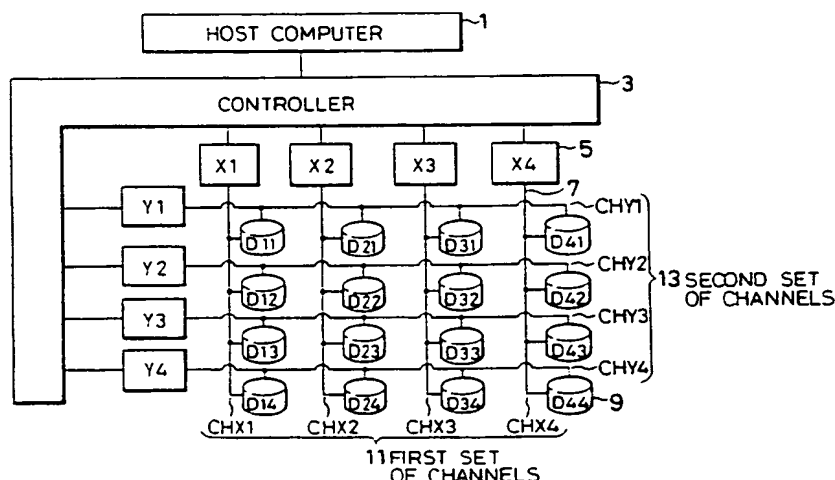 HOST COMPUTER 1
CONTROLLER 3
X1 X2 X3 X4 5
7
Y1 CHY1
D11 D21 D31 D41
Y2 CHY2
D12 D22 D32 D42
13 SECOND SET
OF CHANNELS
Y3 CHY3
D13 D23 D33 D43
Y4 CHY4
D14 D24 D34 D44 9
CHX1 CHX2 CHX3 CHX4
11 FIRST SET
OF CHANNELS